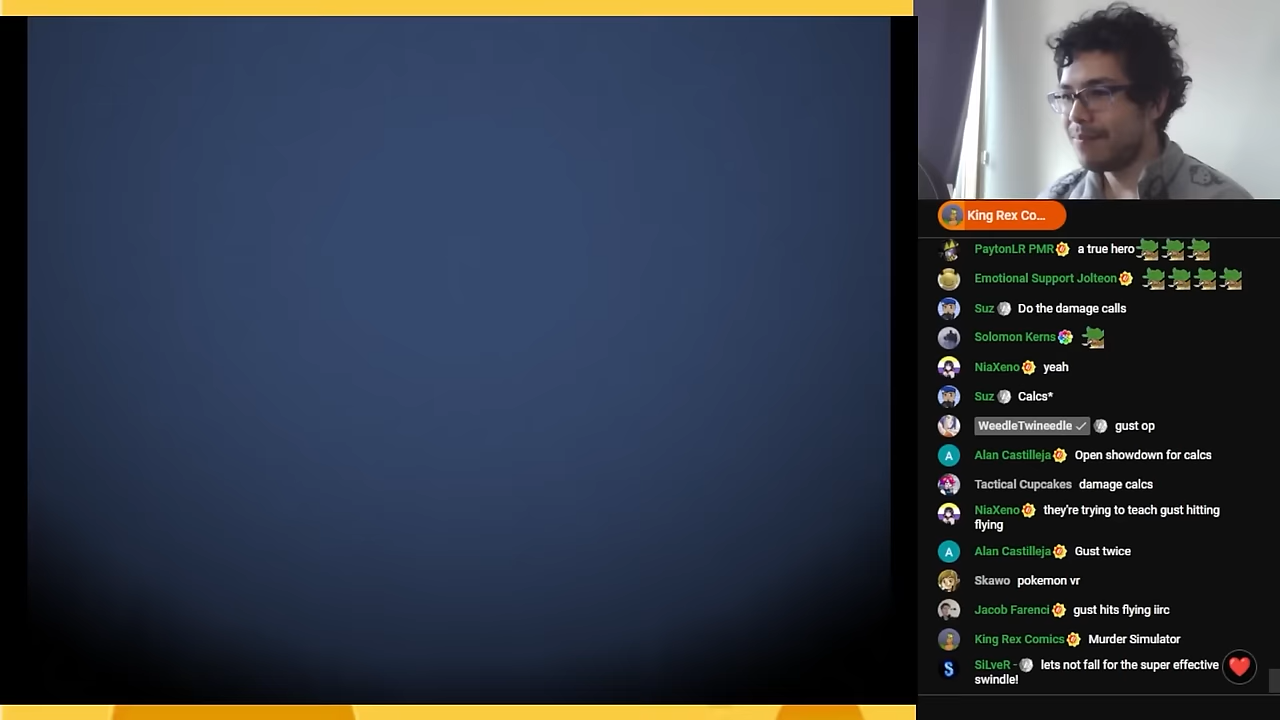 King Rex Co...
PaytonLR PMR a true hero
Emotional Support Jolteon
Suz Do the damage calls
Solomon Kerns
NiaXeno yeah
Suz Calcs*
WeedleTwineedle gust op
A Alan Castilleja Open showdown for calcs
Tactical Cupcakes damage calcs
NiaXeno they're trying to teach gust hitting
flying
A Alan Castilleja Gust twice
Skawo pokemon vr
Jacob Farenci gust hits flying iirc
King Rex Comics Murder Simulator
S SiLveR - lets not fall for the super effective
swindle!